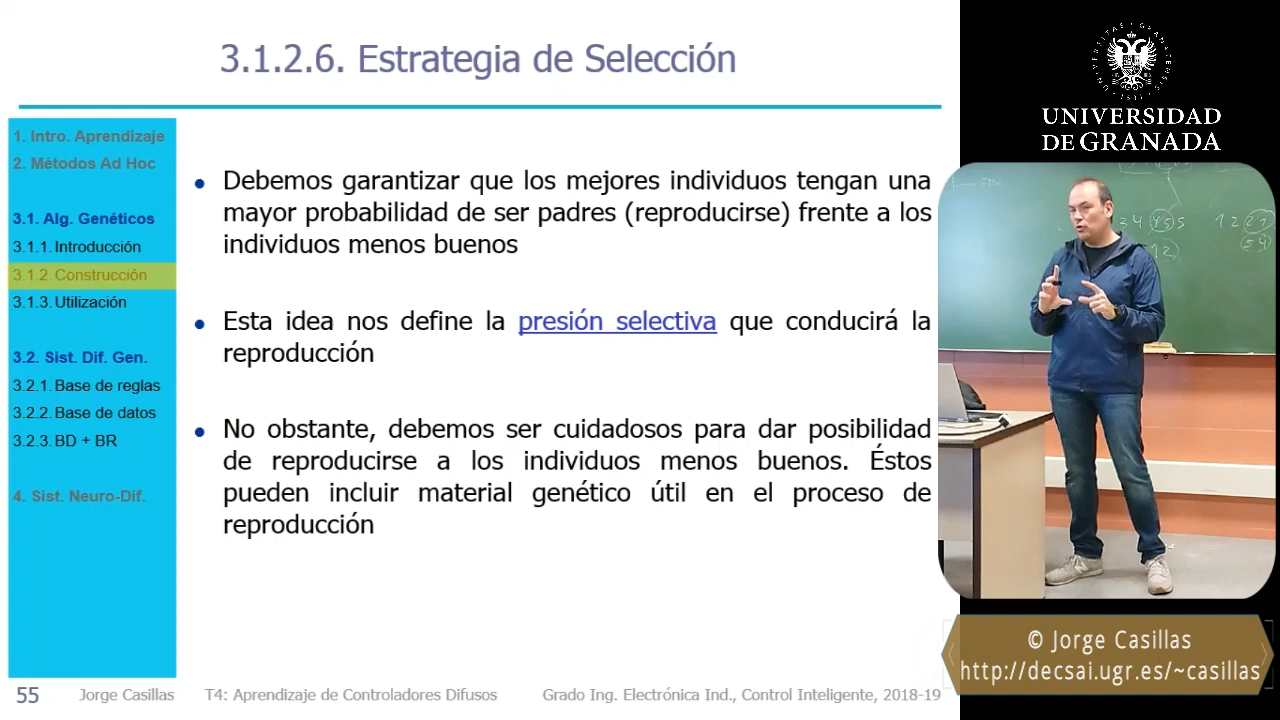 3.1.2.6. Estrategia de Selección
1. Intro. Aprendizaje
2. Métodos Ad Hoc
3.1. Alg. Genéticos
3.1.1. Introducción
3.1.2. Construcción
3.1.3. Utilización
3.2. Sist. Dif. Gen.
3.2.1. Base de reglas
3.2.2. Base de datos
3.2.3. BD + BR
4. Sist. Neuro-Dif.
• Debemos garantizar que los mejores individuos tengan una
mayor probabilidad de ser padres (reproducirse) frente a los
individuos menos buenos
• Esta idea nos define la presión selectiva que conducirá la
reproducción
• No obstante, debemos ser cuidadosos para dar posibilidad
de reproducirse a los individuos menos buenos. Éstos
pueden incluir material genético útil en el proceso de
reproducción
55 Jorge Casillas T4: Aprendizaje de Controladores Difusos Grado Ing. Electrónica Ind., Control Inteligente, 2018-19
UNIVERSIDAD
DE GRANADA
© Jorge Casillas
http://decsai.ugr.es/~casillas